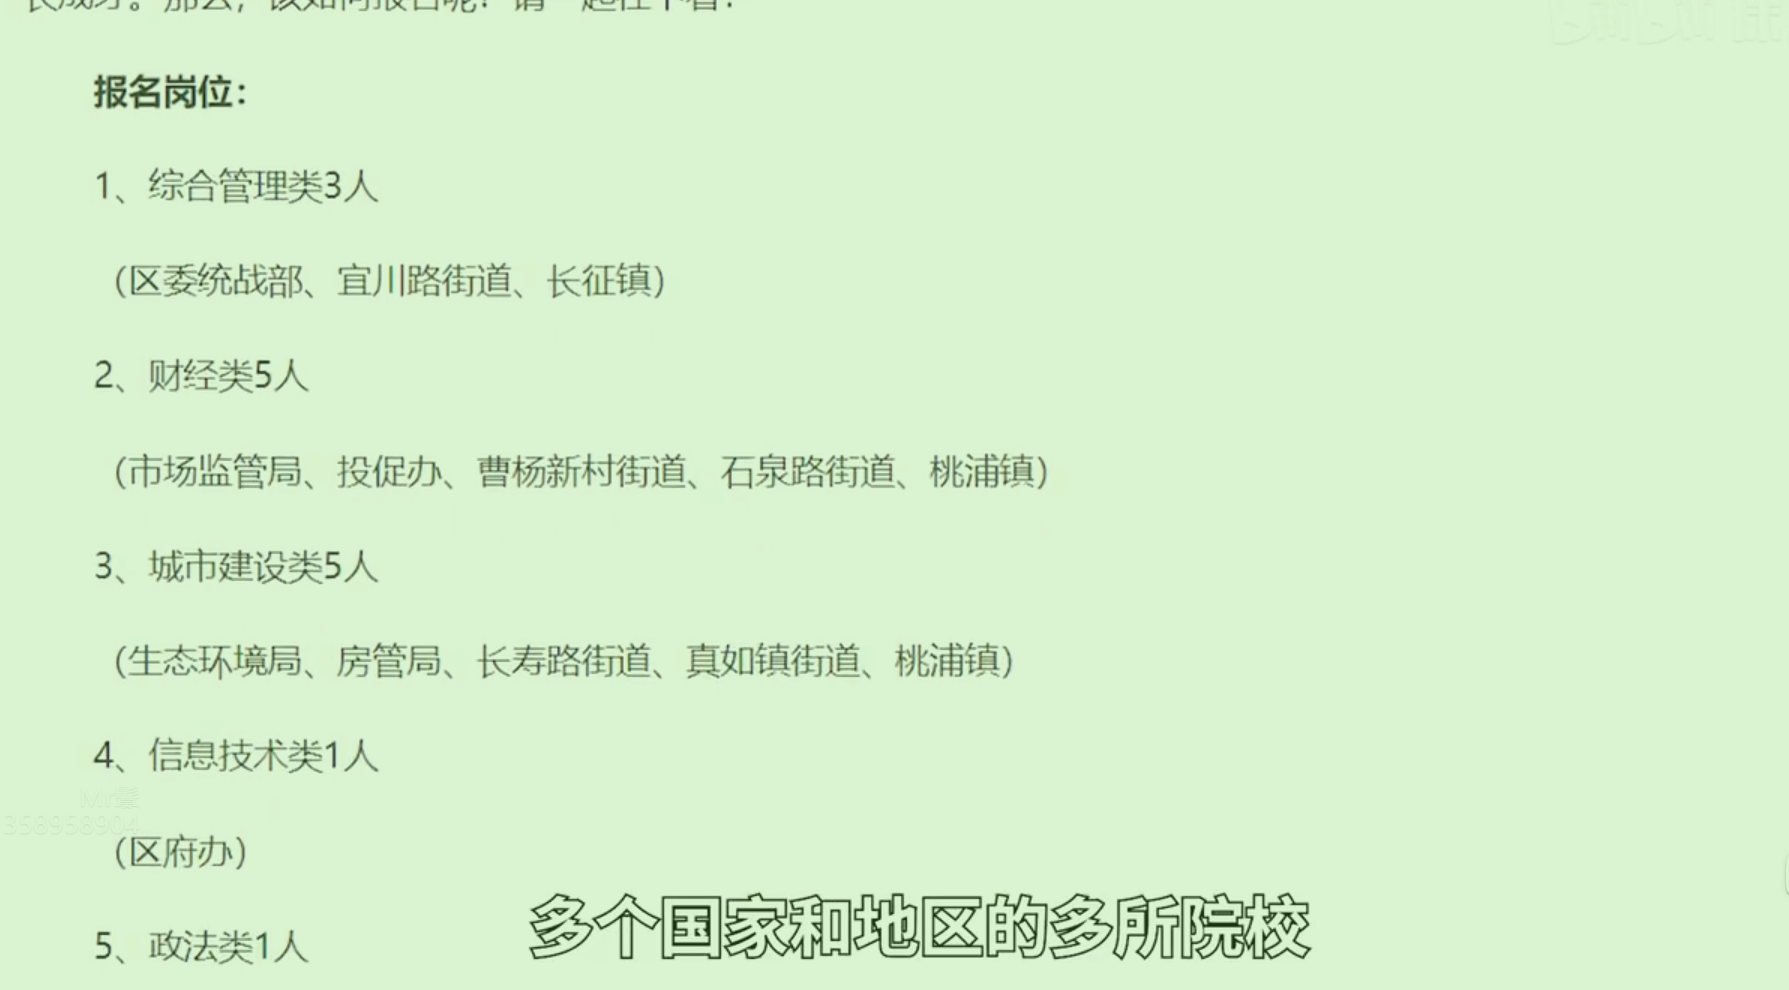 报名岗位：
1、综合管理类3人
（区委统战部、宜川路街道、长征镇）
2、财经类5人
（市场监管局、投促办、曹杨新村街道、石泉路街道、桃浦镇）
3、城市建设类5人
（生态环境局、房管局、长寿路街道、真如镇街道、桃浦镇）
4、信息技术类1人
358958904
（区府办）
5、政法类1人
多个国家和地区的多所院校